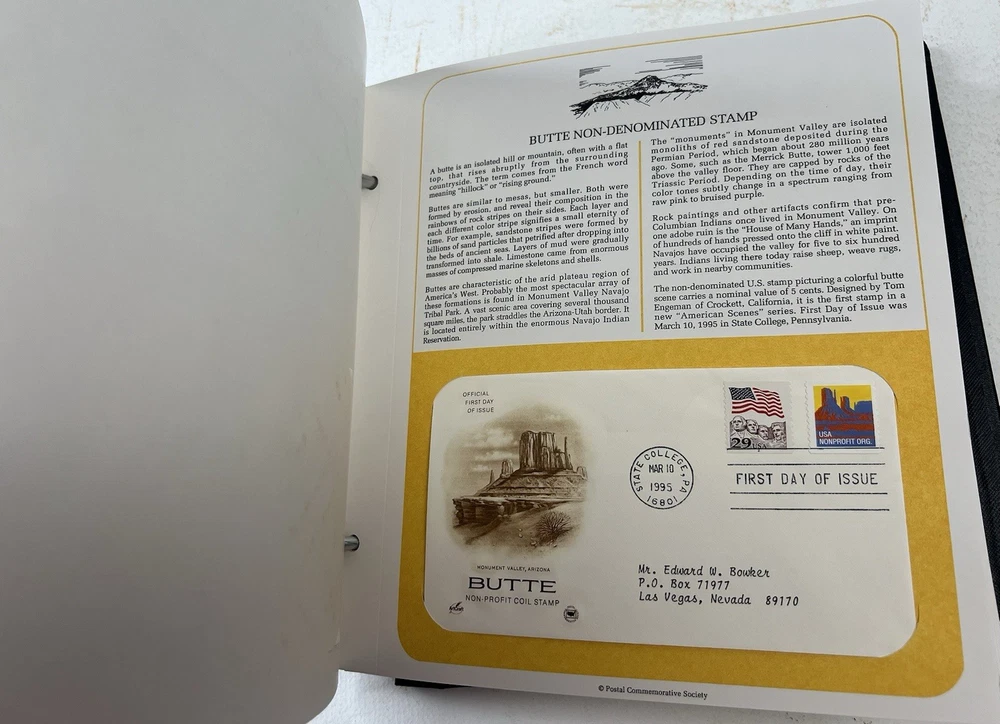 BUTTE NON-DENOMINATED STAMP
A butte is an isolated hill or mountain, often with a flat
top, that rises abruptly from the surrounding
countryside. The term comes from the French word
meaning "hillock" or "rising ground."
Buttes are similar to mesas, but smaller. Both were
formed by erosion, and reveal their composition in the
rainbows of rock stripes on their sides. Each layer and
each different color stripe signifies a small eternity of
time. For example, sandstone stripes were formed by
billions of sand particles that petrified after dropping into
the beds of ancient seas. Layers of mud were gradually
transformed into shale. Limestone came from enormous
masses of compressed marine skeletons and shells.
Buttes are characteristic of the arid plateau region of
America's West. Probably the most spectacular array of
these formations is found in Monument Valley Navajo
Tribal Park. A vast scenic area covering several thousand
square miles, the park straddles the Arizona-Utah border. It
is located entirely within the enormous Navajo Indian
Reservation.
The "monuments" in Monument Valley are isolated
monoliths of red sandstone deposited during the
Permian Period, which began about 280 million years
ago. Some, such as the Merrick Butte, tower 1,000 feet
above the valley floor. They are capped by rocks of the
Triassic Period. Depending on the time of day, their
color tones subtly change in a spectrum ranging from
raw pink to bruised purple.
Rock paintings and other artifacts confirm that pre-
Columbian Indians once lived in Monument Valley. On
one adobe ruin is the "House of Many Hands," an imprint
of hundreds of hands pressed onto the cliff in white paint.
Navajos have occupied the valley for five to six hundred
years. Indians living there today raise sheep, weave rugs,
and work in nearby communities.
The non-denominated U.S. stamp picturing a colorful butte
scene carries a nominal value of 5 cents. Designed by Tom
Engeman of Crockett, California, it is the first stamp in a
new "American Scenes" series. First Day of Issue was
March 10, 1995 in State College, Pennsylvania.
OFFICIAL
FIRST DAY
OF ISSUE
29 USA
USA
NONPROFIT ORG.
STATE COLLEGE, PA
MAR 10
1995
16801
FIRST DAY OF ISSUE
MONUMENT VALLEY, ARIZONA
BUTTE
NON-PROFIT COIL STAMP
Mr. Edward W. Bowker
P.O. Box 71977
Las Vegas, Nevada 89170
© Postal Commemorative Society